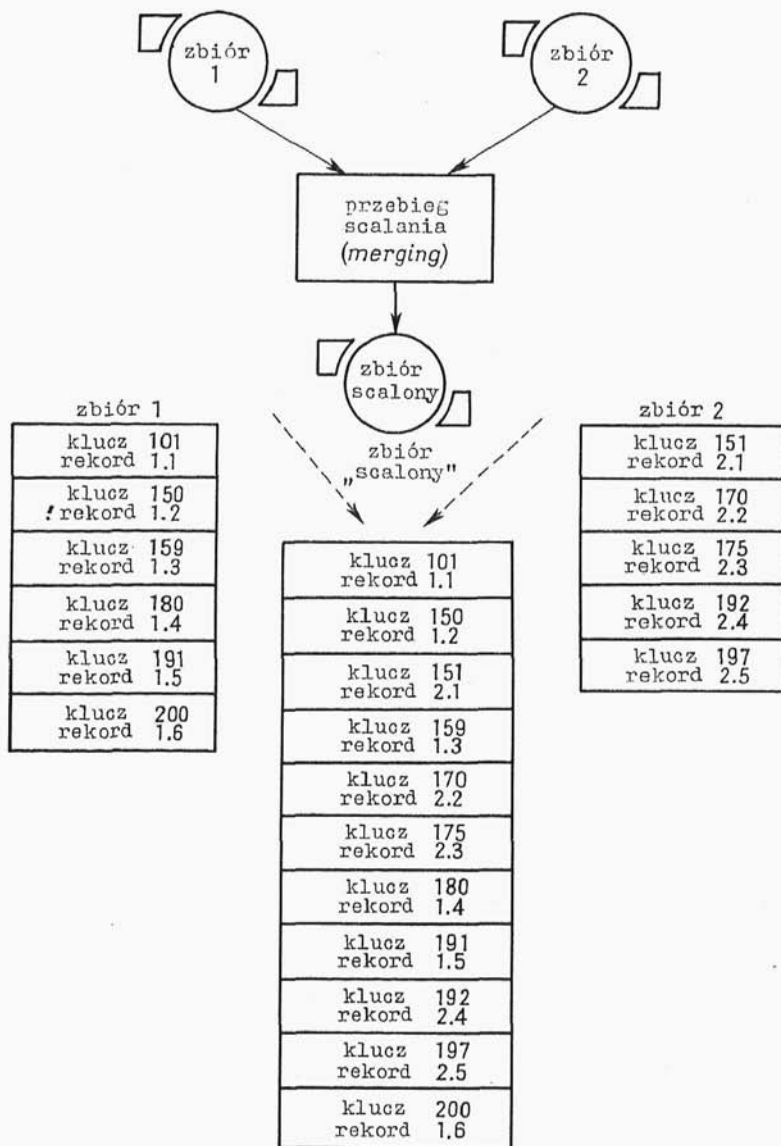 zbiór
1
zbiór
2
przebieg
scalania
(merging)
zbiór
scalony
zbiór
„scalony"
zbiór 1
klucz 101
rekord 1.1
klucz 150
rekord 1.2
klucz 159
rekord 1.3
klucz 180
rekord 1.4
klucz 191
rekord 1.5
klucz 200
rekord 1.6
klucz 101
rekord 1.1
klucz 150
rekord 1.2
klucz 151
rekord 2.1
klucz 159
rekord 1.3
klucz 170
rekord 2.2
klucz 175
rekord 2.3
klucz 180
rekord 1.4
klucz 191
rekord 1.5
klucz 192
rekord 2.4
klucz 197
rekord 2.5
klucz 200
rekord 1.6
zbiór 2
klucz 151
rekord 2.1
klucz 170
rekord 2.2
klucz 175
rekord 2.3
klucz 192
rekord 2.4
klucz 197
rekord 2.5